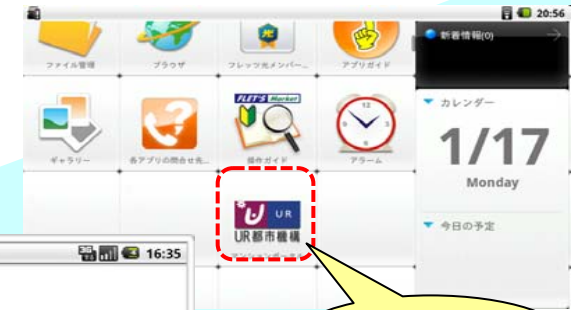 20:56
ファイル管理
ブラウザ
フレッツ光メンバー...
アプリガイド
新着情報(0)
カレンダー
1/17
Monday
今日の予定
FLET'S Market
ギャラリー
各アプリの問合せ先...
操作ガイド
アラーム
UR
UR都市機構
16:35